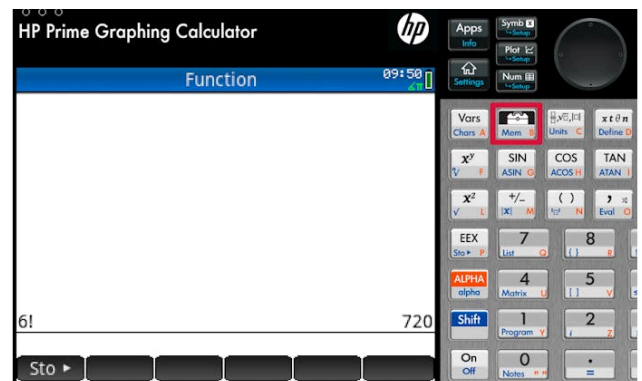 HP Prime Graphing Calculator
hp
Function
09:50
∡π
6!
720
Sto ▸
Apps
Info
Symb
↪Setup
Plot
↪Setup
Settings
Num
↪Setup
Vars
Chars A
Mem B
Units C
x t θ n
Define D
xʸ
F
SIN
ASIN G
COS
ACOS H
TAN
ATAN I
x²
√ L
+/-
|x| M
( )
N
,
Eval O
EEX
Sto ▸ P
7
List Q
8
{ } R
ALPHA
alpha
4
Matrix U
5
[ ] V
≤
Shift
1
Program Y
2
i Z
On
Off
0
Notes " "
.
=